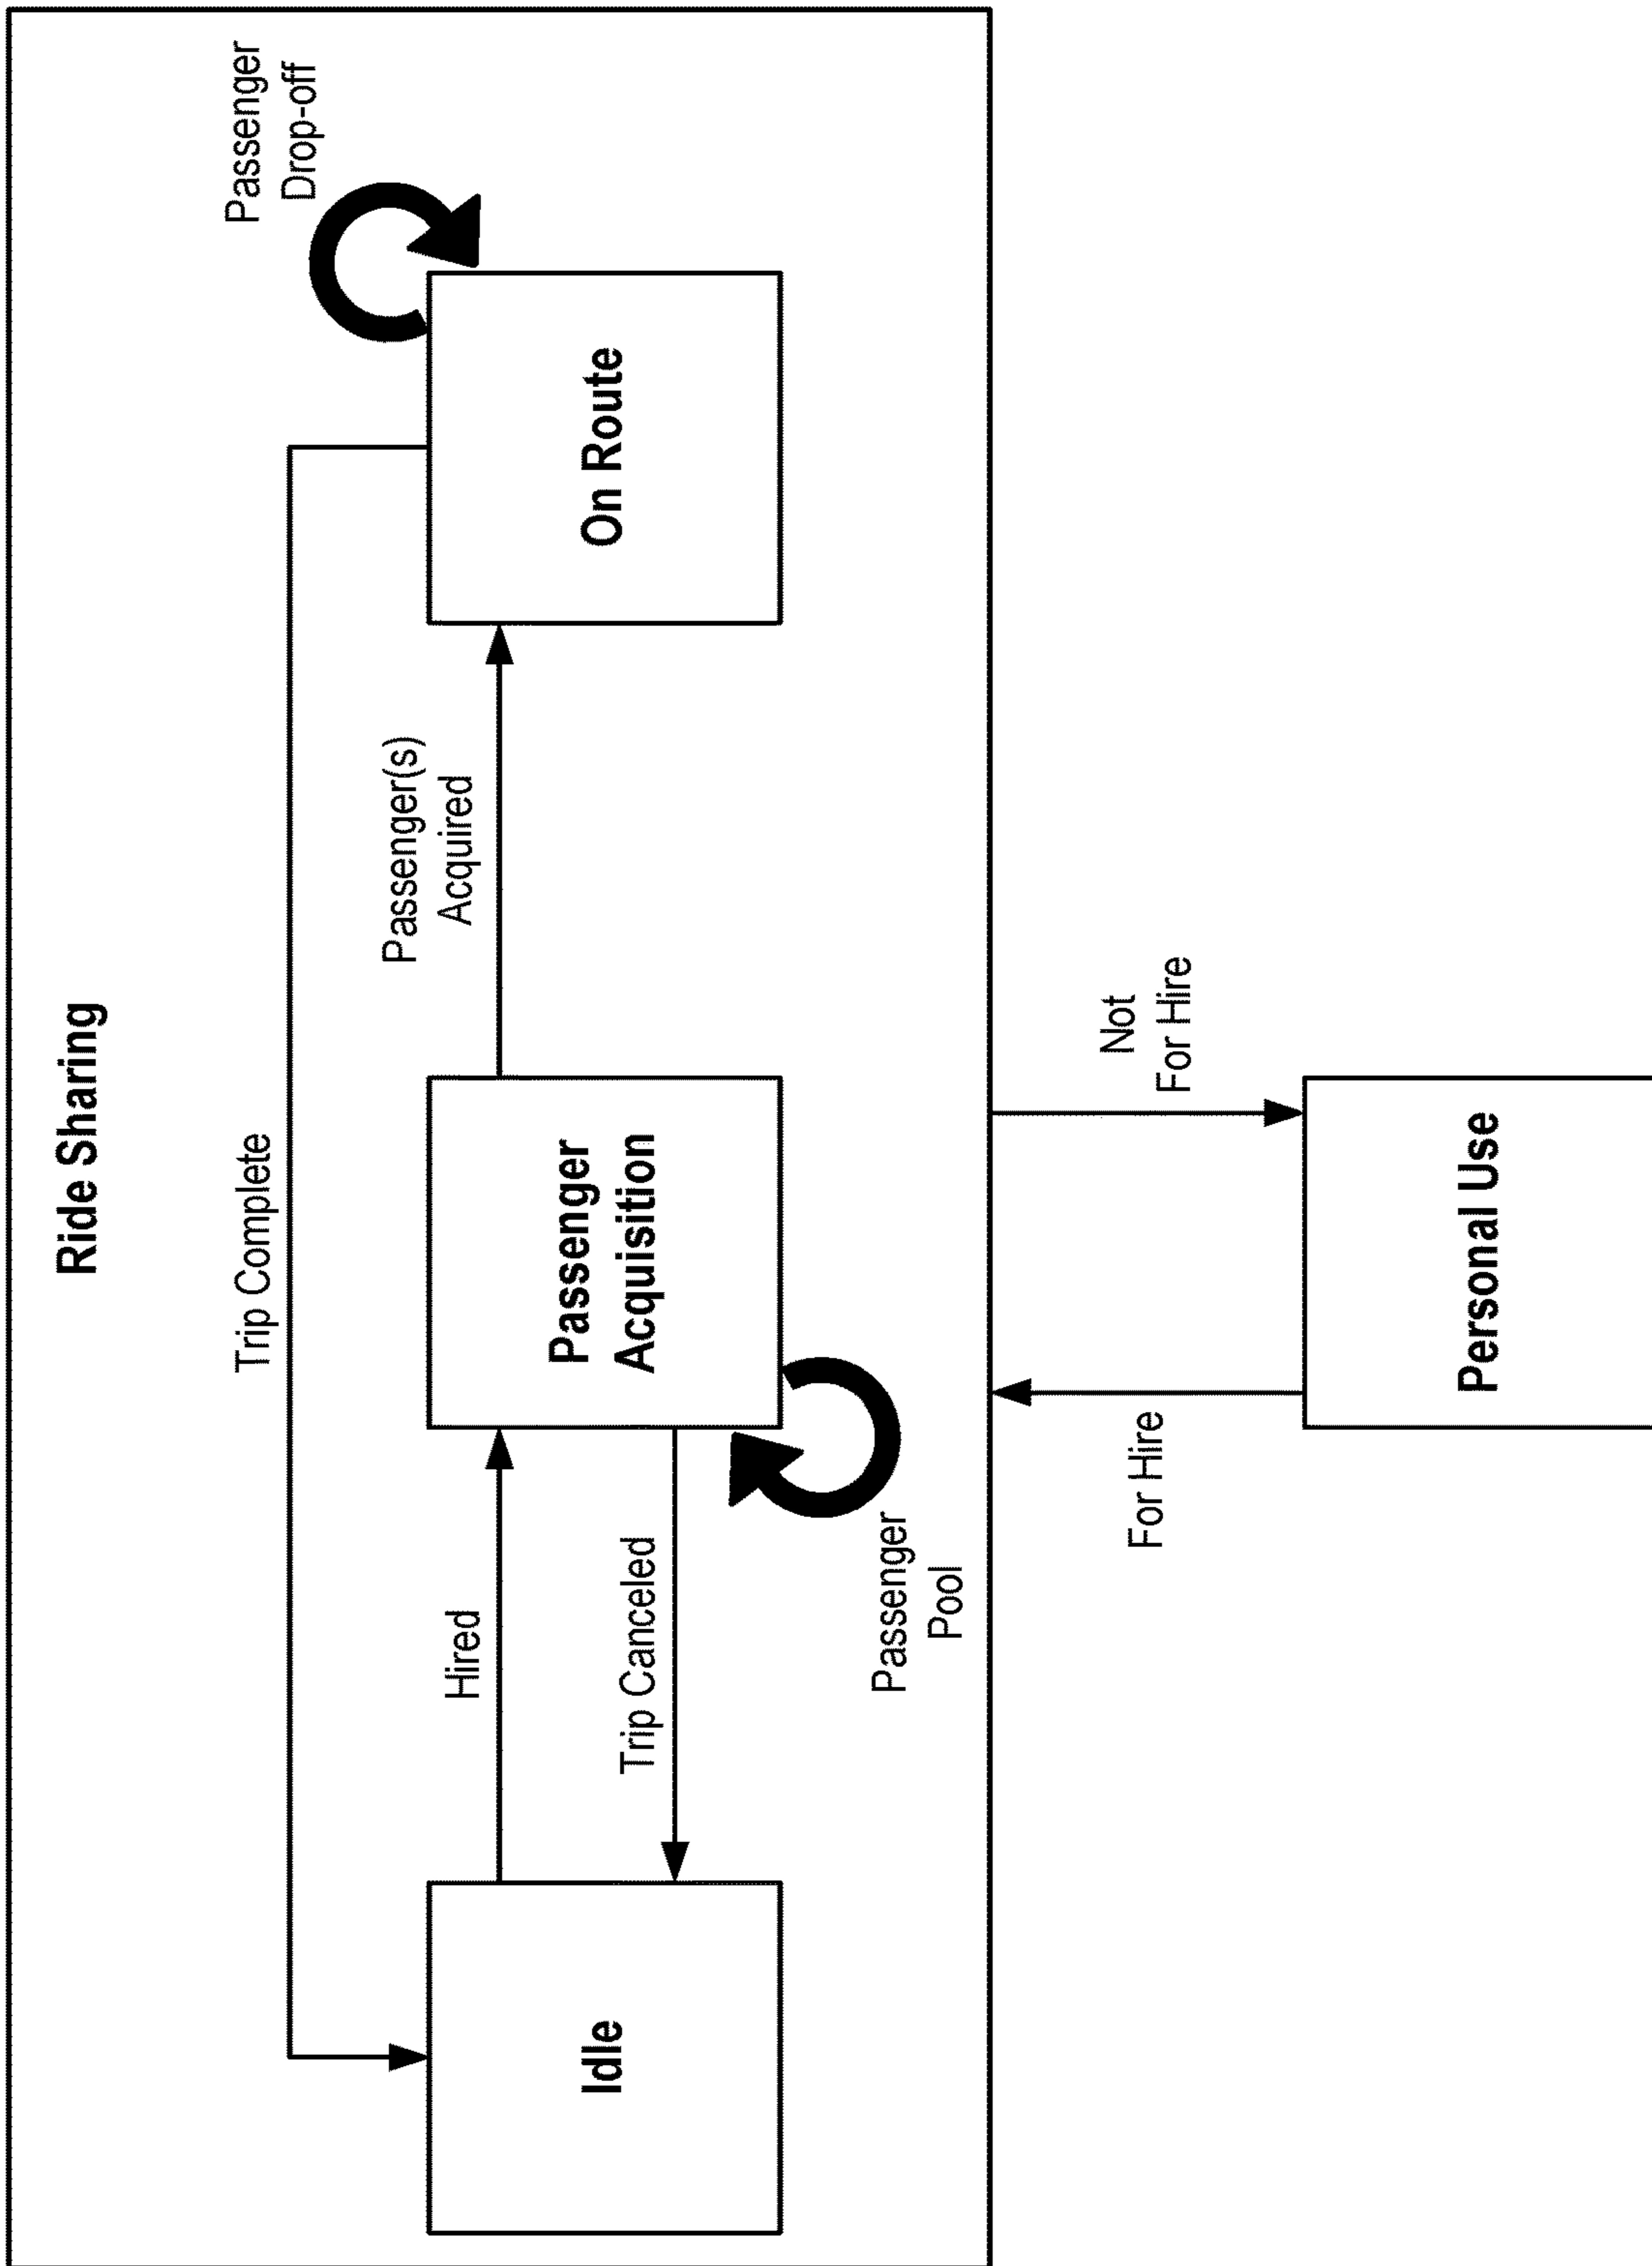 Ride Sharing
Trip Complete
Passenger
Drop-off
Hired
Passenger(s)
Acquired
Idle
Passenger
Acquisition
On Route
Trip Canceled
Passenger
Pool
For Hire
Not
For Hire
Personal Use